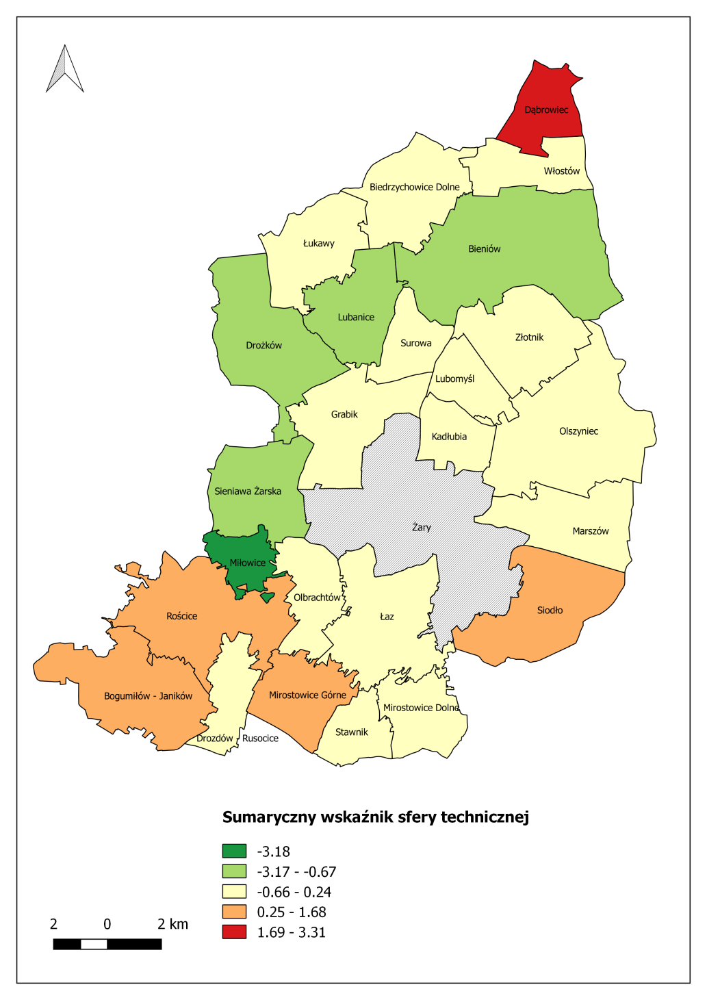 Dąbrowiec
Włostów
Biedrzychowice Dolne
Łukawy
Bieniów
Lubanice
Złotnik
Drożków
Surowa
Lubomyśl
Grabik
Kadłubia
Olszyniec
Sieniawa Żarska
Żary
Marszów
Miłowice
Olbrachtów
Siodło
Rościce
Łaz
Bogumiłów - Janików
Mirostowice Górne
Mirostowice Dolne
Stawnik
Drozdów
Rusocice
Sumaryczny wskaźnik sfery technicznej
-3.18
-3.17 - -0.67
-0.66 - 0.24
0.25 - 1.68
1.69 - 3.31
2 0 2 km